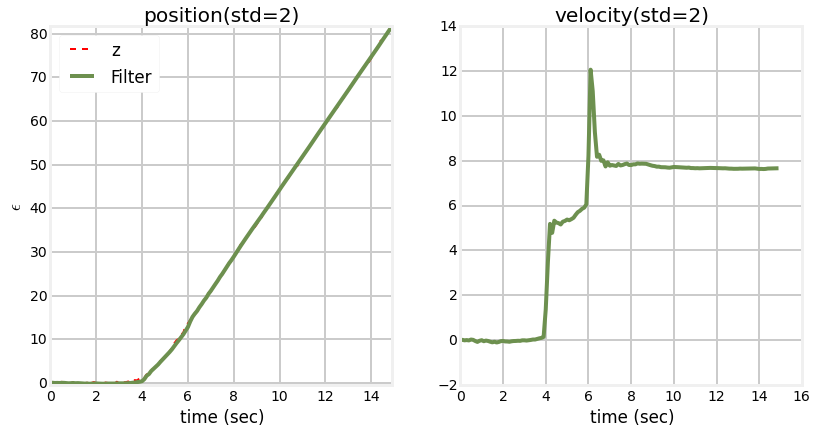 position(std=2)
z
Filter
ϵ
80
70
60
50
40
30
20
10
0
0 2 4 6 8 10 12 14
time (sec)
velocity(std=2)
14
12
10
8
6
4
2
0
−2
0 2 4 6 8 10 12 14 16
time (sec)